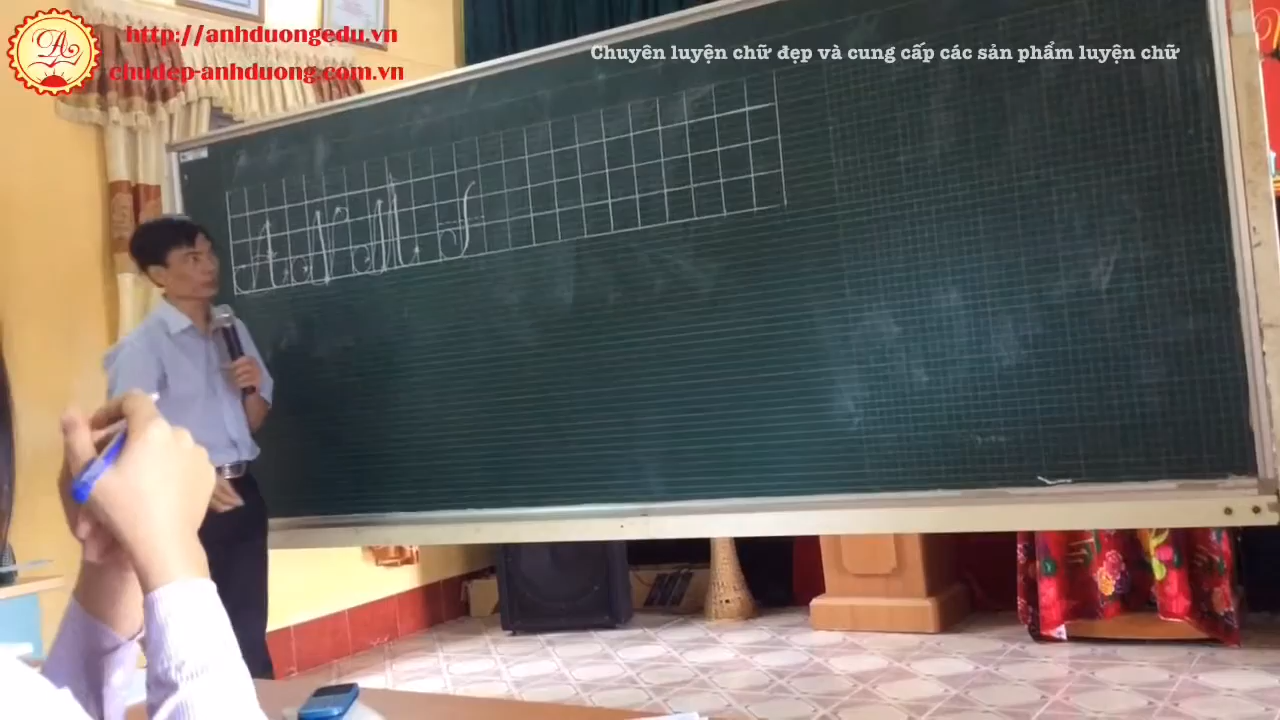 http://anhduongedu.vn
chudep-anhduong.com.vn
Chuyên luyện chữ đẹp và cung cấp các sản phẩm luyện chữ
A N M